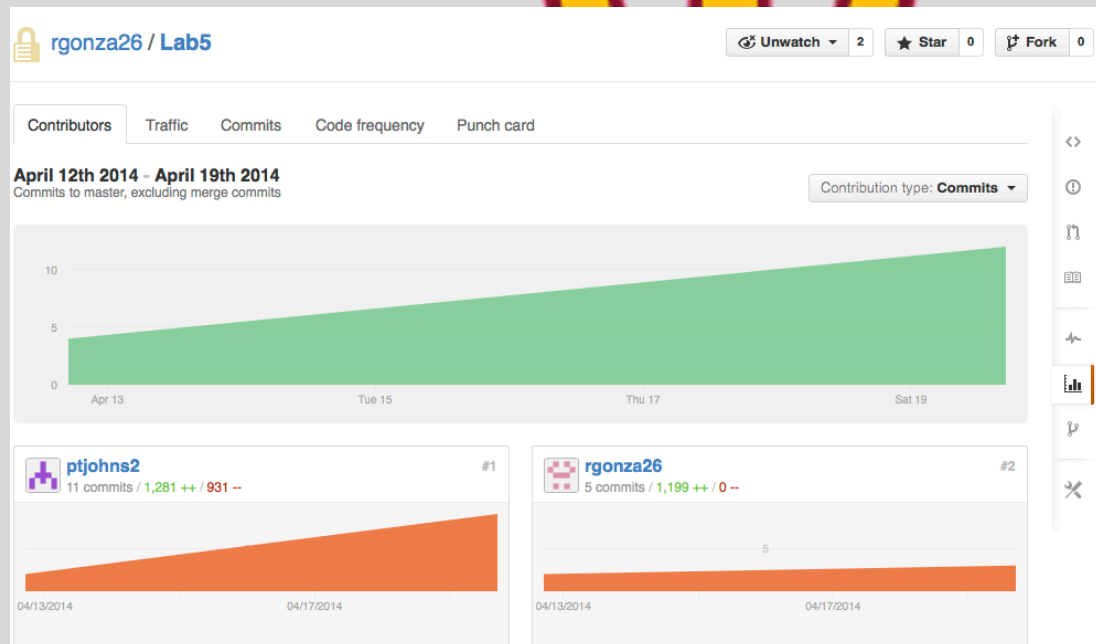 rgonza26 / Lab5
Unwatch 2 Star 0 Fork 0
Contributors Traffic Commits Code frequency Punch card
April 12th 2014 - April 19th 2014
Commits to master, excluding merge commits
Contribution type: Commits
10
5
0
Apr 13 Tue 15 Thu 17 Sat 19
ptjohns2 #1
11 commits / 1,281 ++ / 931 --
04/13/2014 04/17/2014
rgonza26 #2
5 commits / 1,199 ++ / 0 --
5
04/13/2014 04/17/2014